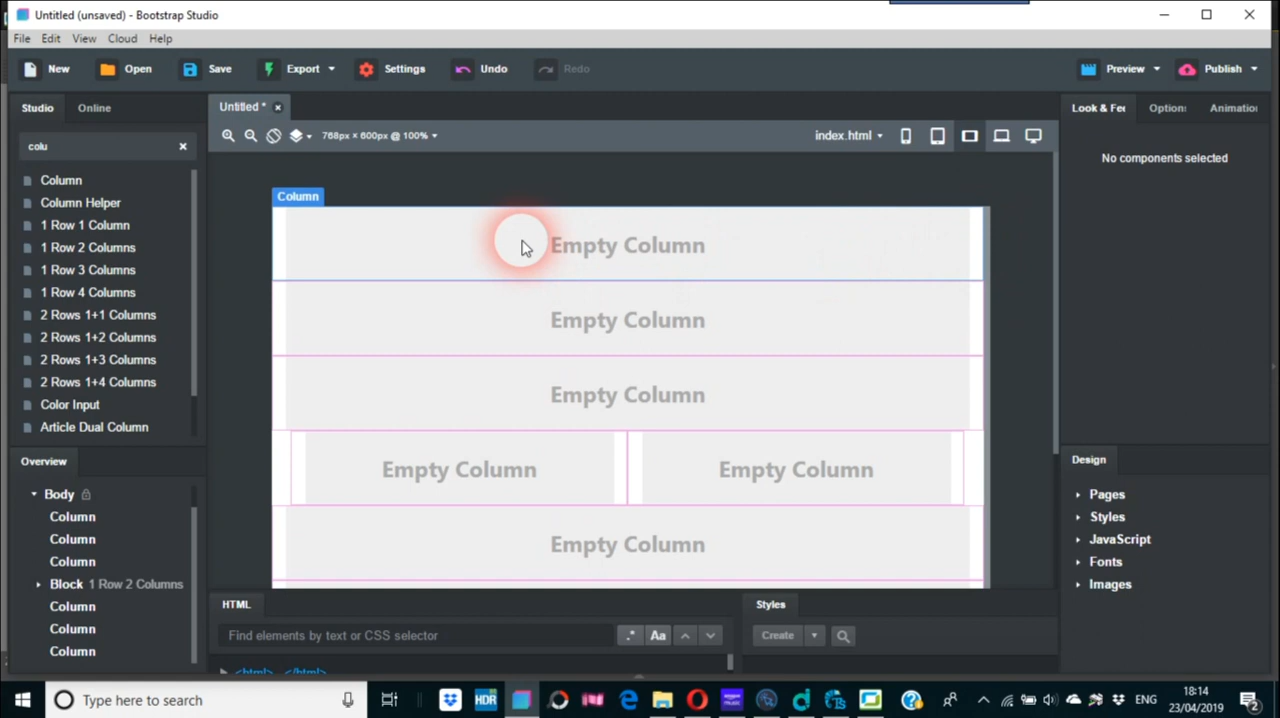 Untitled (unsaved) - Bootstrap Studio
File Edit View Cloud Help
New Open Save Export Settings Undo Redo Preview Publish
Studio Online Untitled * Look & Fee Option: Animatio
colu 768px × 600px @ 100% index.html
No components selected
Column
Column Helper
1 Row 1 Column
1 Row 2 Columns
1 Row 3 Columns
1 Row 4 Columns
2 Rows 1+1 Columns
2 Rows 1+2 Columns
2 Rows 1+3 Columns
2 Rows 1+4 Columns
Color Input
Article Dual Column
Column
Empty Column
Empty Column
Empty Column
Empty Column Empty Column
Empty Column
Overview
Body
Column
Column
Column
Block 1 Row 2 Columns
Column
Column
Column
Design
Pages
Styles
JavaScript
Fonts
Images
HTML Styles
Find elements by text or CSS selector .* Aa Create
<html> </html>
Type here to search HDR ENG 18:14
23/04/2019 2